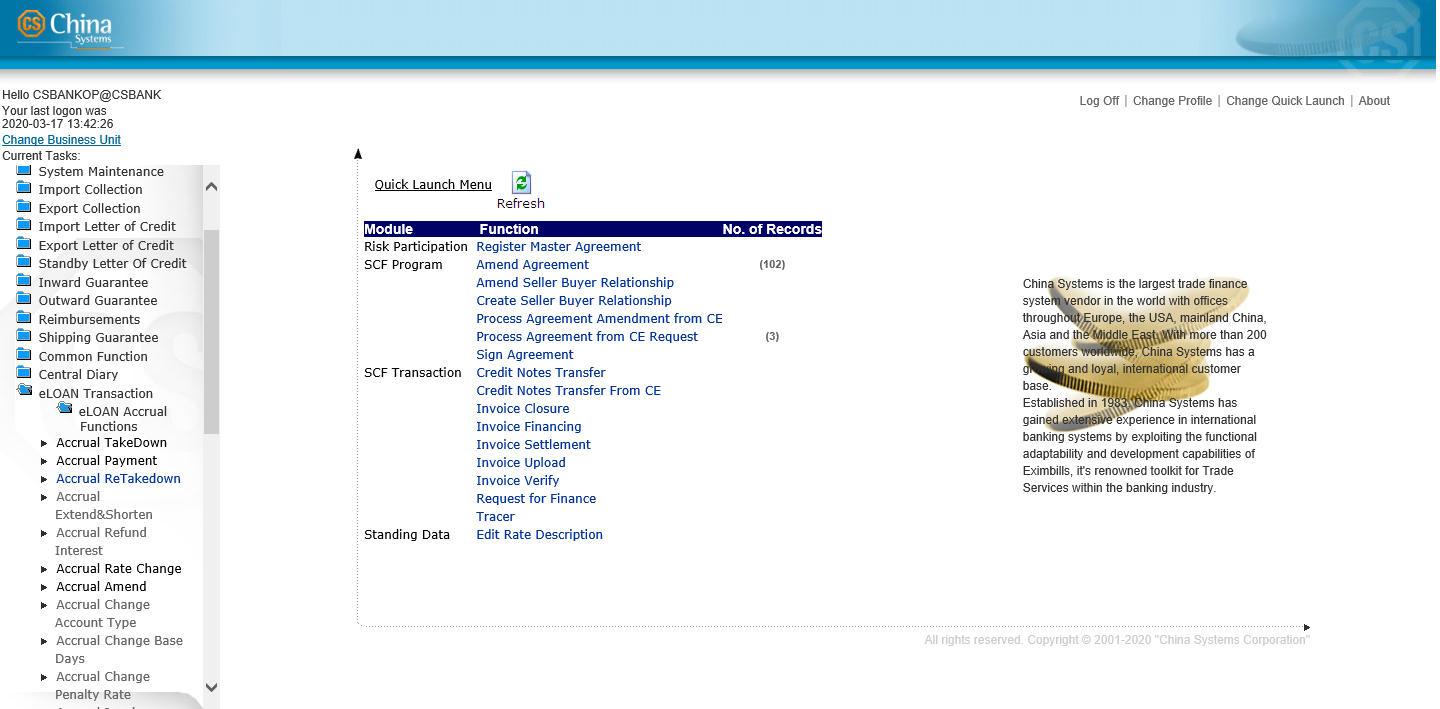 CS China
Systems
Hello CSBANKOP@CSBANK
Your last logon was
2020-03-17 13:42:26
Change Business Unit
Current Tasks:
System Maintenance
Import Collection
Export Collection
Import Letter of Credit
Export Letter of Credit
Standby Letter Of Credit
Inward Guarantee
Outward Guarantee
Reimbursements
Shipping Guarantee
Common Function
Central Diary
eLOAN Transaction
eLOAN Accrual
Functions
Accrual TakeDown
Accrual Payment
Accrual ReTakedown
Accrual
Extend&Shorten
Accrual Refund
Interest
Accrual Rate Change
Accrual Amend
Accrual Change
Account Type
Accrual Change Base
Days
Accrual Change
Penalty Rate
Log Off | Change Profile | Change Quick Launch | About
Quick Launch Menu
Refresh
Module Function No. of Records
Risk Participation Register Master Agreement
SCF Program Amend Agreement (102)
Amend Seller Buyer Relationship
Create Seller Buyer Relationship
Process Agreement Amendment from CE
Process Agreement from CE Request (3)
Sign Agreement
SCF Transaction Credit Notes Transfer
Credit Notes Transfer From CE
Invoice Closure
Invoice Financing
Invoice Settlement
Invoice Upload
Invoice Verify
Request for Finance
Tracer
Standing Data Edit Rate Description
China Systems is the largest trade finance
system vendor in the world with offices
throughout Europe, the USA, mainland China,
Asia and the Middle East. With more than 200
customers worldwide, China Systems has a
growing and loyal, international customer
base.
Established in 1983, China Systems has
gained extensive experience in international
banking systems by exploiting the functional
adaptability and development capabilities of
Eximbills, it's renowned toolkit for Trade
Services within the banking industry.
All rights reserved. Copyright © 2001-2020 "China Systems Corporation"
CS